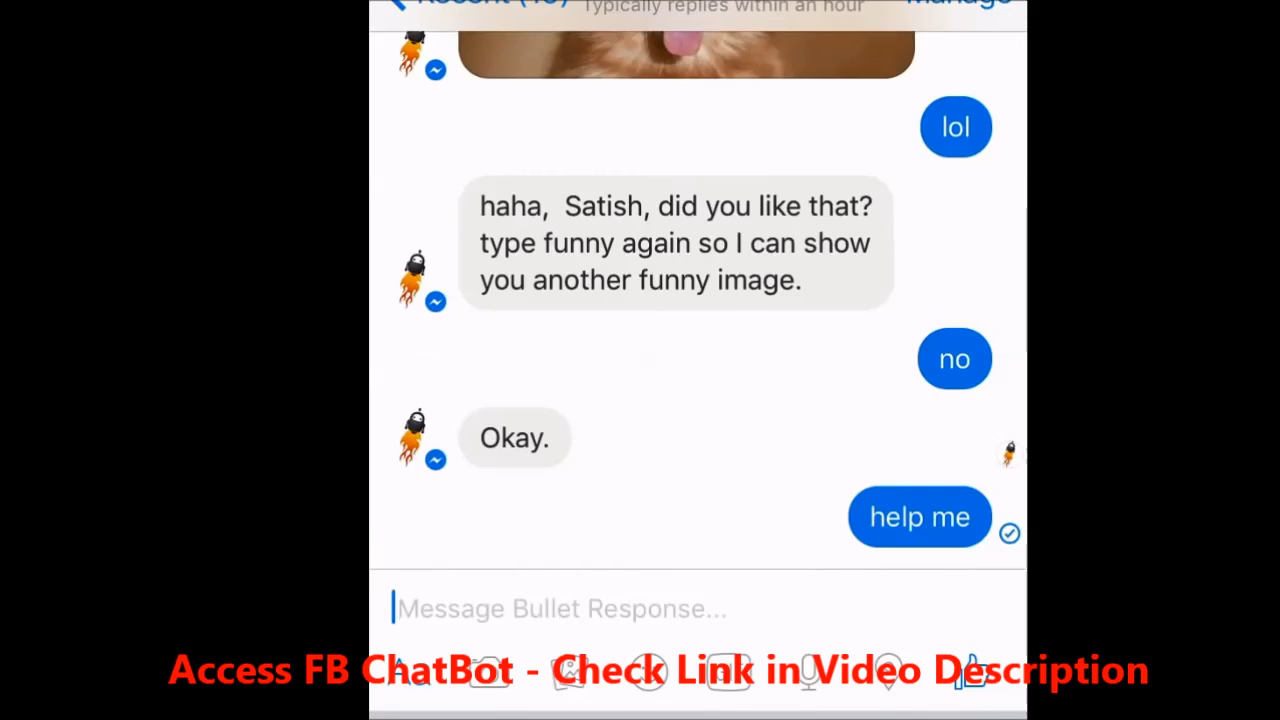 Recent (10)
Typically replies within an hour
Manage
lol
haha,  Satish, did you like that?
type funny again so I can show
you another funny image.
no
Okay.
help me
Message Bullet Response...
Access FB ChatBot - Check Link in Video Description